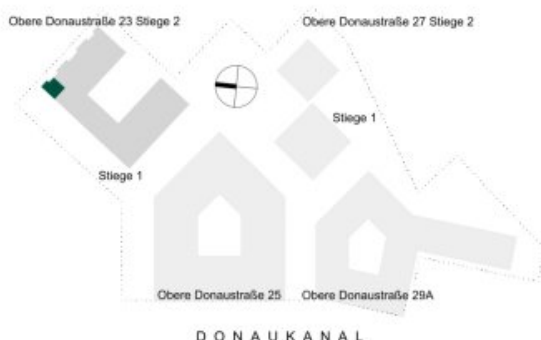 Obere Donaustraße 23 Stiege 2
Obere Donaustraße 27 Stiege 2
Stiege 1
Stiege 1
Obere Donaustraße 25
Obere Donaustraße 29A
DONAUKANAL